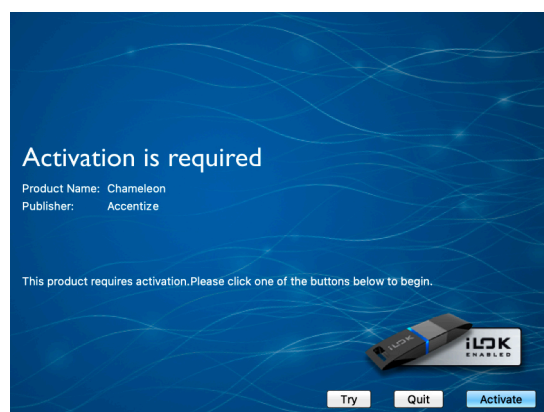 Activation is required
Product Name: Chameleon
Publisher: Accentize
This product requires activation.Please click one of the buttons below to begin.
iLOK
iLOK
ENABLED
Try Quit Activate